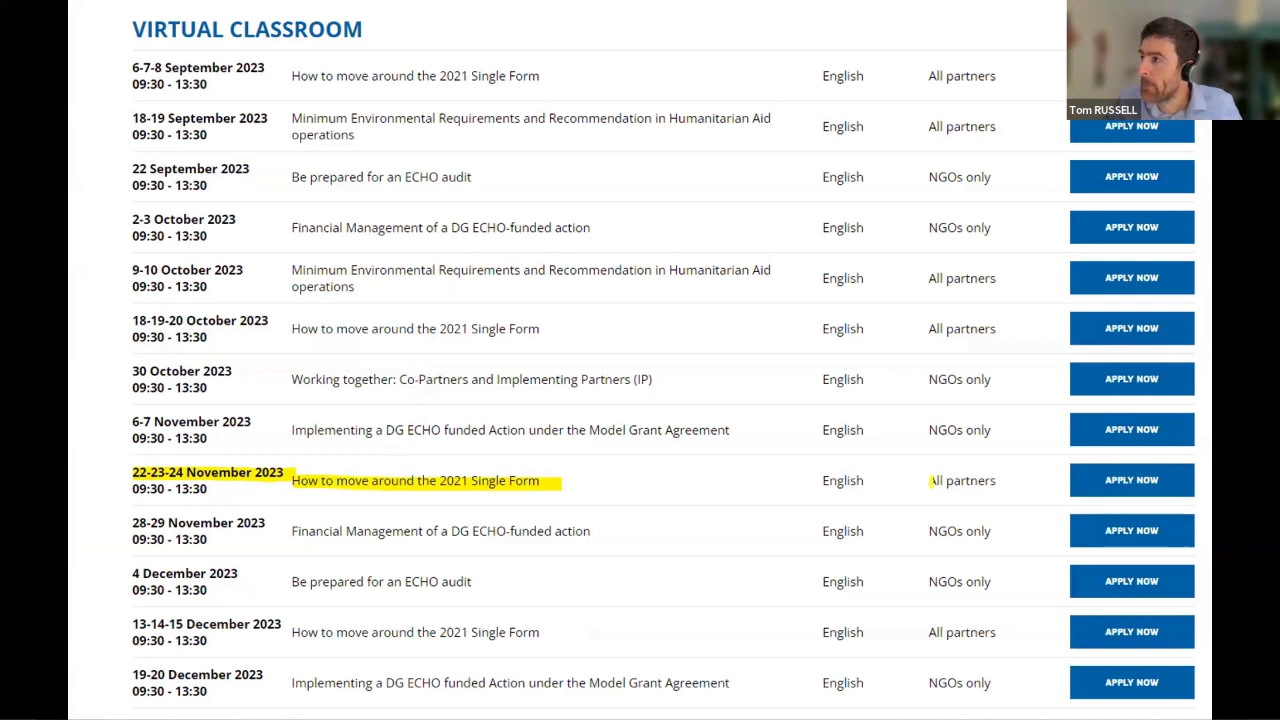 VIRTUAL CLASSROOM
6-7-8 September 2023
09:30 - 13:30
How to move around the 2021 Single Form
English
All partners
Tom RUSSELL
18-19 September 2023
09:30 - 13:30
Minimum Environmental Requirements and Recommendation in Humanitarian Aid
operations
English
All partners
APPLY NOW
22 September 2023
09:30 - 13:30
Be prepared for an ECHO audit
English
NGOs only
APPLY NOW
2-3 October 2023
09:30 - 13:30
Financial Management of a DG ECHO-funded action
English
NGOs only
APPLY NOW
9-10 October 2023
09:30 - 13:30
Minimum Environmental Requirements and Recommendation in Humanitarian Aid
operations
English
All partners
APPLY NOW
18-19-20 October 2023
09:30 - 13:30
How to move around the 2021 Single Form
English
All partners
APPLY NOW
30 October 2023
09:30 - 13:30
Working together: Co-Partners and Implementing Partners (IP)
English
NGOs only
APPLY NOW
6-7 November 2023
09:30 - 13:30
Implementing a DG ECHO funded Action under the Model Grant Agreement
English
NGOs only
APPLY NOW
22-23-24 November 2023
09:30 - 13:30
How to move around the 2021 Single Form
English
All partners
APPLY NOW
28-29 November 2023
09:30 - 13:30
Financial Management of a DG ECHO-funded action
English
NGOs only
APPLY NOW
4 December 2023
09:30 - 13:30
Be prepared for an ECHO audit
English
NGOs only
APPLY NOW
13-14-15 December 2023
09:30 - 13:30
How to move around the 2021 Single Form
English
All partners
APPLY NOW
19-20 December 2023
09:30 - 13:30
Implementing a DG ECHO funded Action under the Model Grant Agreement
English
NGOs only
APPLY NOW